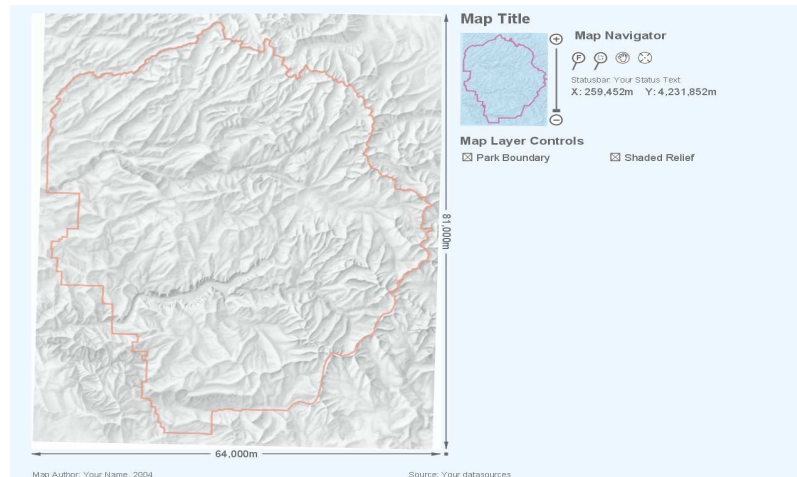 Map Title
Map Navigator
F
Statusbar: Your Status Text
X: 259,452m Y: 4,231,852m
Map Layer Controls
Park Boundary Shaded Relief
81,000m
64,000m
Map Author: Your Name, 2004 Source: Your datasources